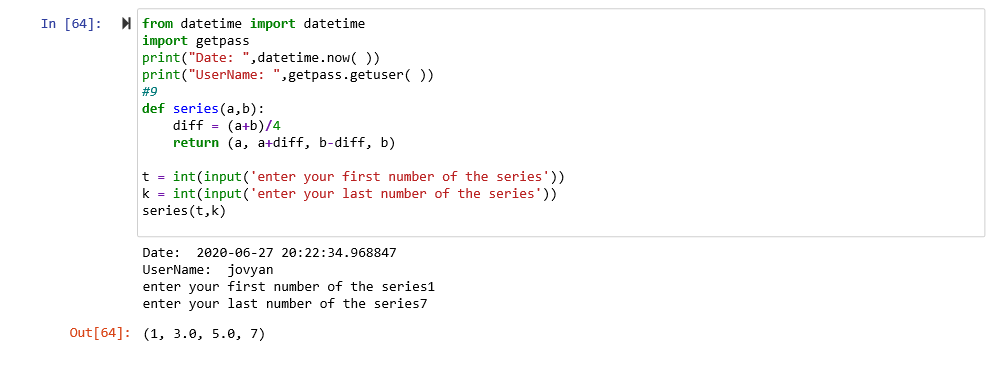 In [64]:
from datetime import datetime
import getpass
print("Date: ",datetime.now( ))
print("UserName: ",getpass.getuser( ))
#9
def series(a,b):
    diff = (a+b)/4
    return (a, a+diff, b-diff, b)

t = int(input('enter your first number of the series'))
k = int(input('enter your last number of the series'))
series(t,k)
Date:  2020-06-27 20:22:34.968847
UserName:  jovyan
enter your first number of the series1
enter your last number of the series7
Out[64]: (1, 3.0, 5.0, 7)